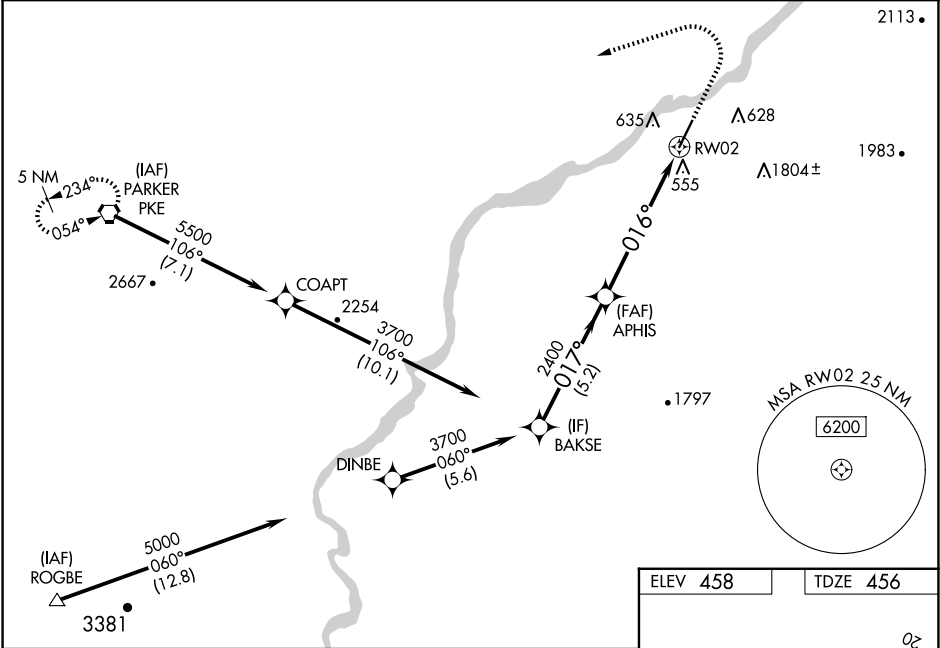 2113
635
628
RW02
1983
555
1804±
5 NM
234°
054°
(IAF)
PARKER
PKE
5500
106°
(7.1)
016°
2667
COAPT
2254
3700
106°
(10.1)
(FAF)
APHIS
2400
017°
(5.2)
1797
MSA RW02 25 NM
6200
(IF)
BAKSE
DINBE
3700
060°
(5.6)
(IAF)
ROGBE
5000
060°
(12.8)
3381
ELEV 458
TDZE 456
20